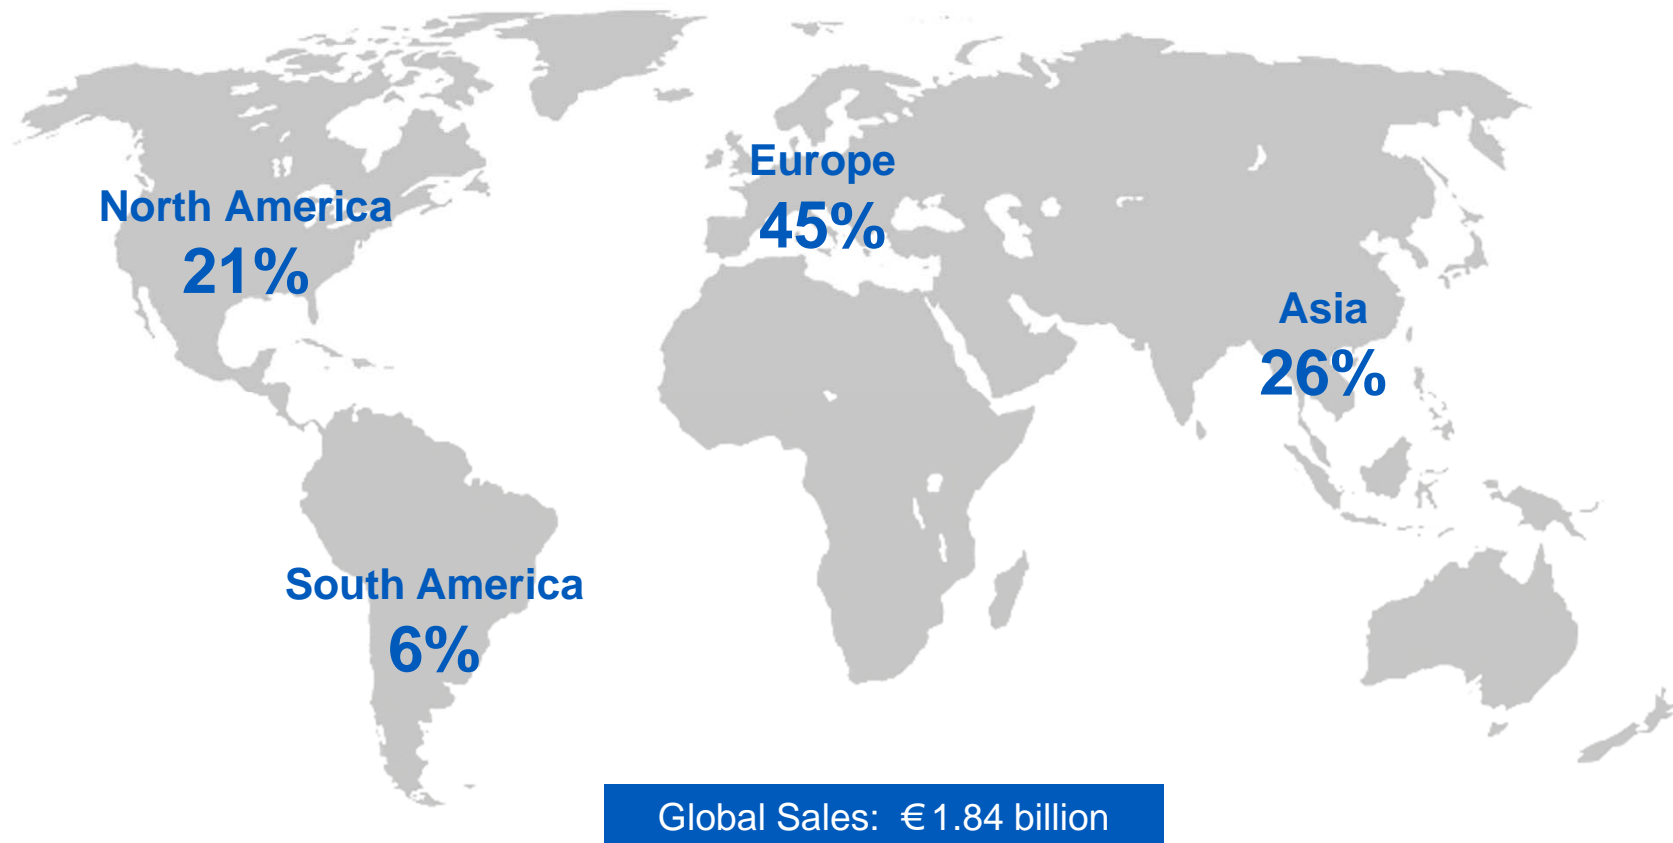 North America
21%
Europe
45%
Asia
26%
South America
6%
Global Sales: €1.84 billion